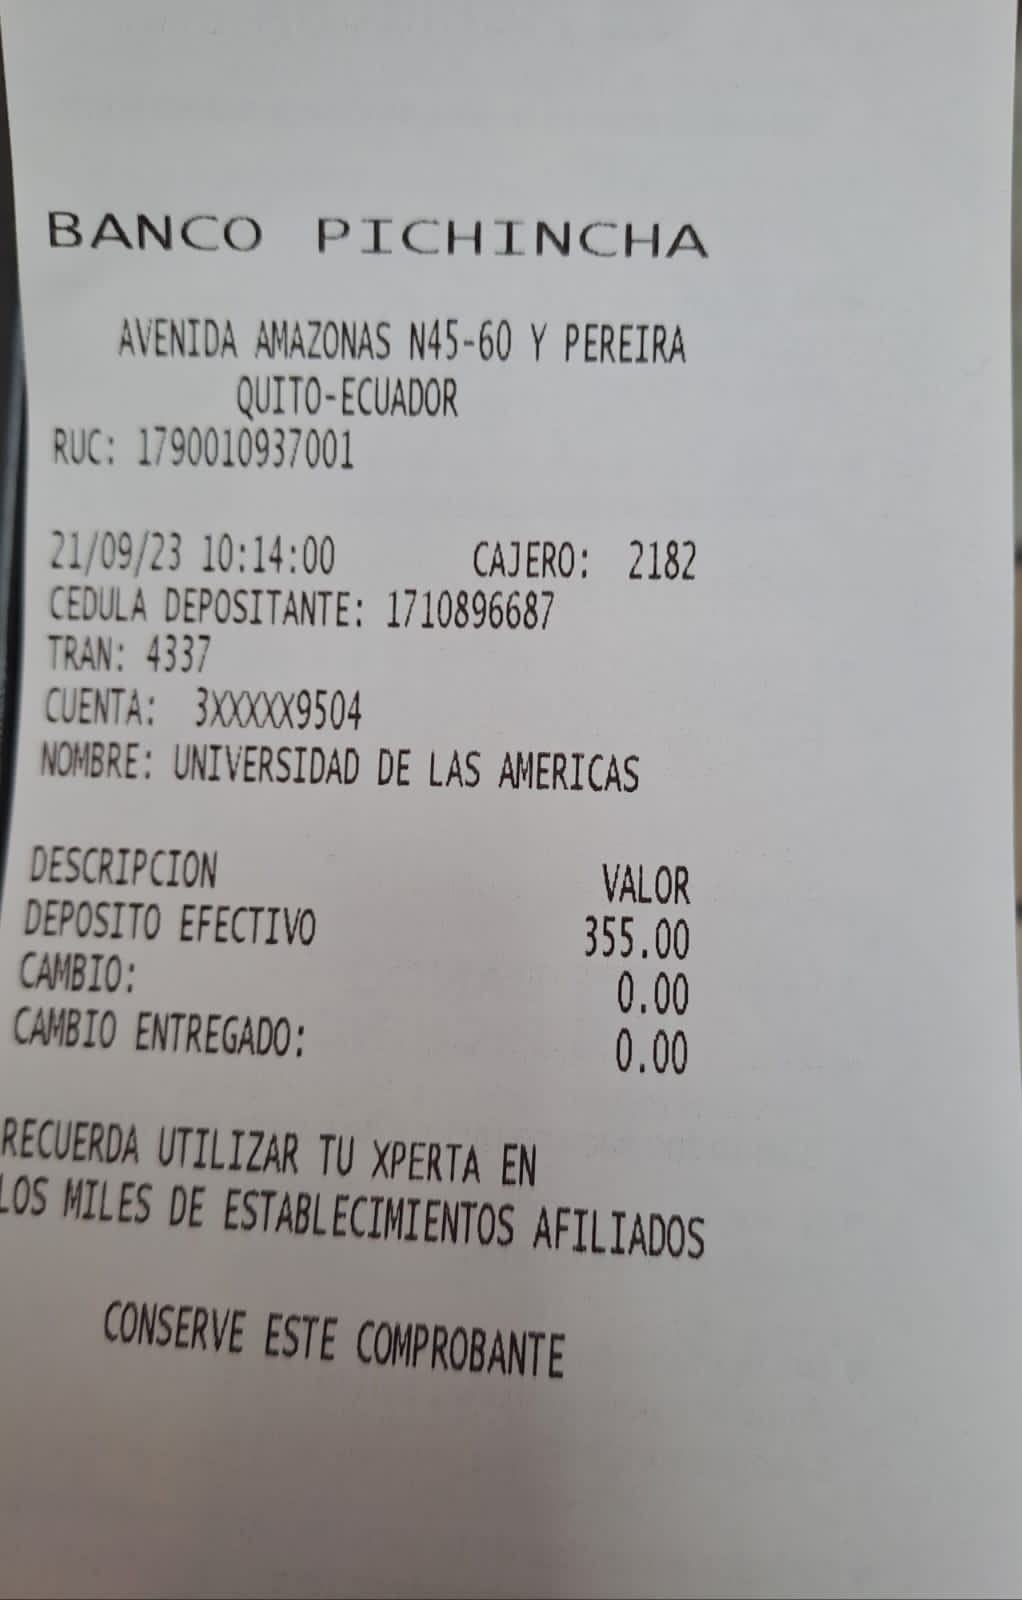 BANCO PICHINCHA
AVENIDA AMAZONAS N45-60 Y PEREIRA
QUITO-ECUADOR
RUC: 1790010937001
21/09/23 10:14:00 CAJERO: 2182
CEDULA DEPOSITANTE: 1710896687
TRAN: 4337
CUENTA: 3XXXXX9504
NOMBRE: UNIVERSIDAD DE LAS AMERICAS
DESCRIPCION VALOR
DEPOSITO EFECTIVO 355.00
CAMBIO: 0.00
CAMBIO ENTREGADO: 0.00
RECUERDA UTILIZAR TU XPERTA EN
LOS MILES DE ESTABLECIMIENTOS AFILIADOS
CONSERVE ESTE COMPROBANTE